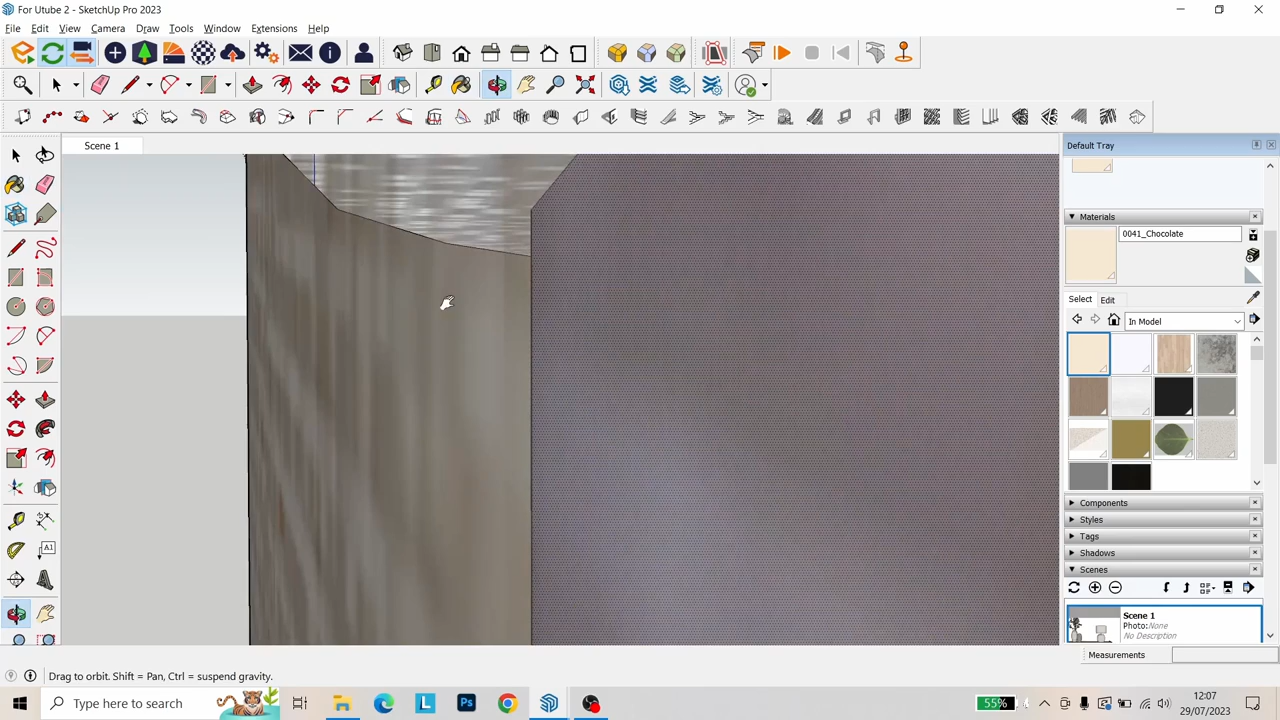 For Utube 2 - SketchUp Pro 2023
File Edit View Camera Draw Tools Window Extensions Help
Scene 1
Default Tray
Materials
0041_Chocolate
Select Edit
In Model
Components
Styles
Tags
Shadows
Scenes
Scene 1
Photo:None
No Description
A1
Measurements
Drag to orbit. Shift = Pan, Ctrl = suspend gravity.
Type here to search
L
Ps
55%
12:07
29/07/2023